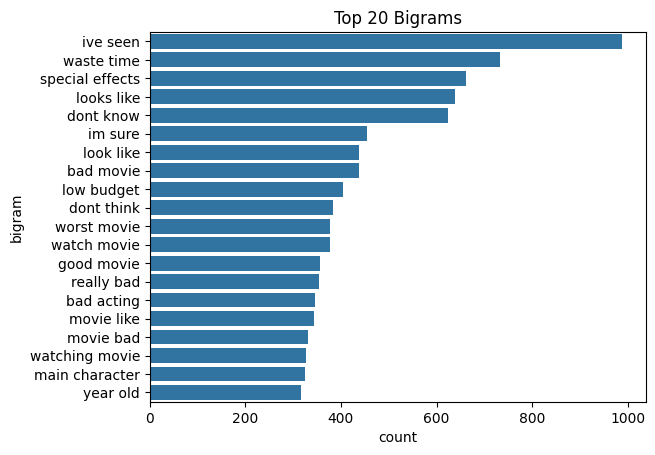 Top 20 Bigrams
ive seen
waste time
special effects
looks like
dont know
im sure
look like
bad movie
low budget
dont think
worst movie
watch movie
good movie
really bad
bad acting
movie like
movie bad
watching movie
main character
year old
bigram
0 200 400 600 800 1000
count